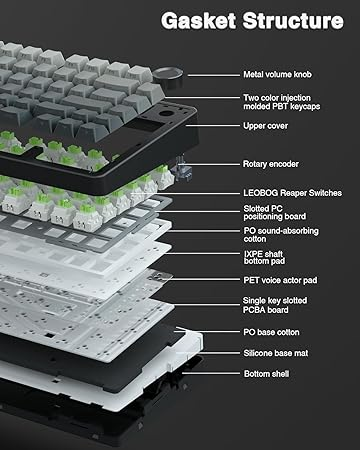 Gasket Structure
Metal volume knob
Two color injection
molded PBT keycaps
Upper cover
Rotary encoder
LEOBOG Reaper Switches
Slotted PC
positioning board
PO sound-absorbing
cotton
IXPE shaft
bottom pad
PET voice actor pad
Single key slotted
PCBA board
PO base cotton
Silicone base mat
Bottom shell